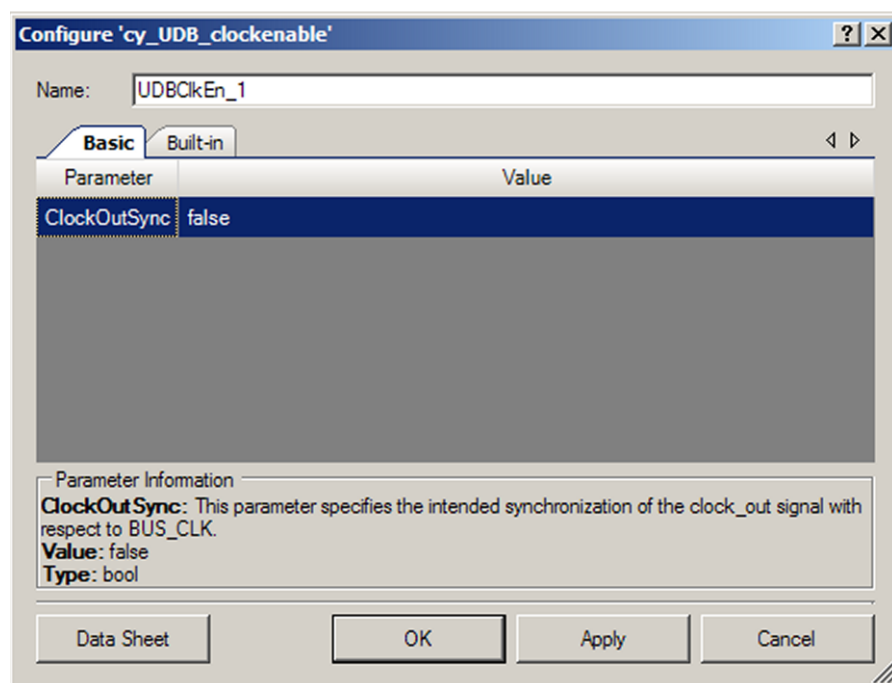 Configure 'cy_UDB_clockenable'
Name: UDBClkEn_1
Basic Built-in
Parameter Value
ClockOutSync false
Parameter Information
ClockOutSync: This parameter specifies the intended synchronization of the clock_out signal with
respect to BUS_CLK.
Value: false
Type: bool
Data Sheet OK Apply Cancel